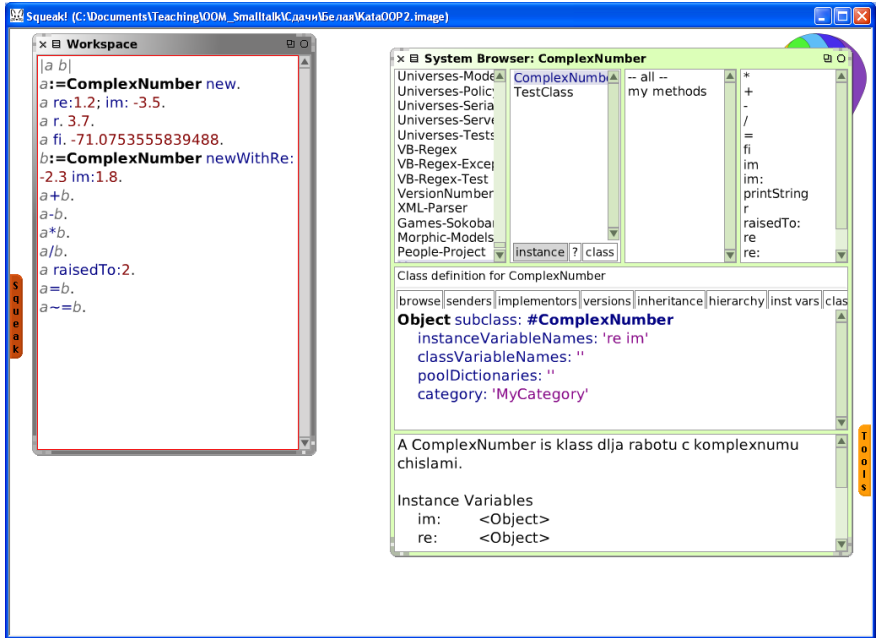 Squeak! (C:\Documents\Teaching\OOM_Smalltalk\Сдачи\Белая\KataOOP2.image)
Workspace
|a b|
a:=ComplexNumber new.
a re:1.2; im: -3.5.
a r. 3.7.
a fi. -71.0753555839488.
b:=ComplexNumber newWithRe:
-2.3 im:1.8.
a+b.
a-b.
a*b.
a/b.
a raisedTo:2.
a=b.
a~=b.
Squeak
System Browser: ComplexNumber
Universes-Mode
Universes-Polic
Universes-Seria
Universes-Serve
Universes-Tests
VB-Regex
VB-Regex-Excep
VB-Regex-Test
VersionNumber
XML-Parser
Games-Sokoba
Morphic-Models
People-Project
ComplexNumbe
TestClass
instance ? class
-- all --
my methods
*
+
-
/
=
fi
im
im:
printString
r
raisedTo:
re
re:
Class definition for ComplexNumber
browse senders implementors versions inheritance hierarchy inst vars clas
Object subclass: #ComplexNumber
instanceVariableNames: 're im'
classVariableNames: ''
poolDictionaries: ''
category: 'MyCategory'
A ComplexNumber is klass dlja rabotu c komplexnumu
chislami.
Instance Variables
im: <Object>
re: <Object>
Tools